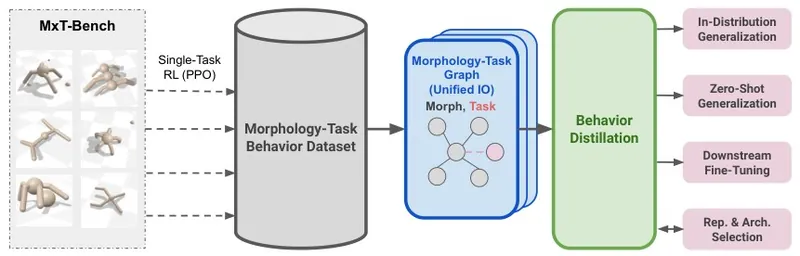 MxT-Bench
Single-Task
RL (PPO)
Morphology-Task
Behavior Dataset
Morphology-Task
Graph
(Unified IO)
Morph, Task
Behavior
Distillation
In-Distribution
Generalization
Zero-Shot
Generalization
Downstream
Fine-Tuning
Rep. & Arch.
Selection